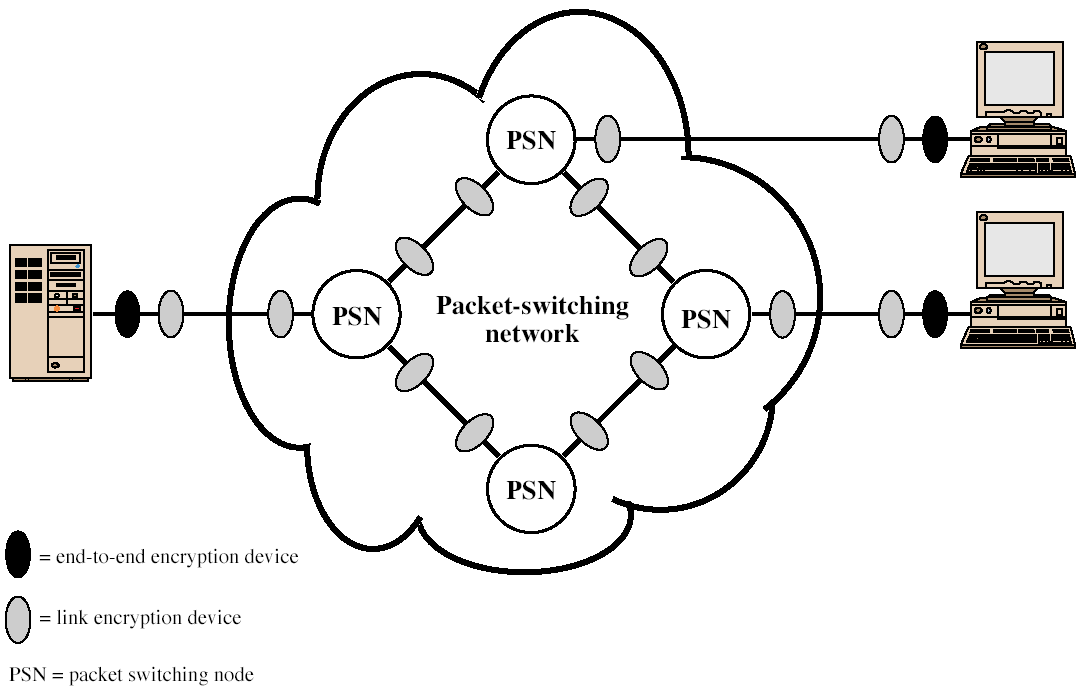 PSN
PSN
Packet-switching
network
PSN
PSN
= end-to-end encryption device
= link encryption device
PSN = packet switching node